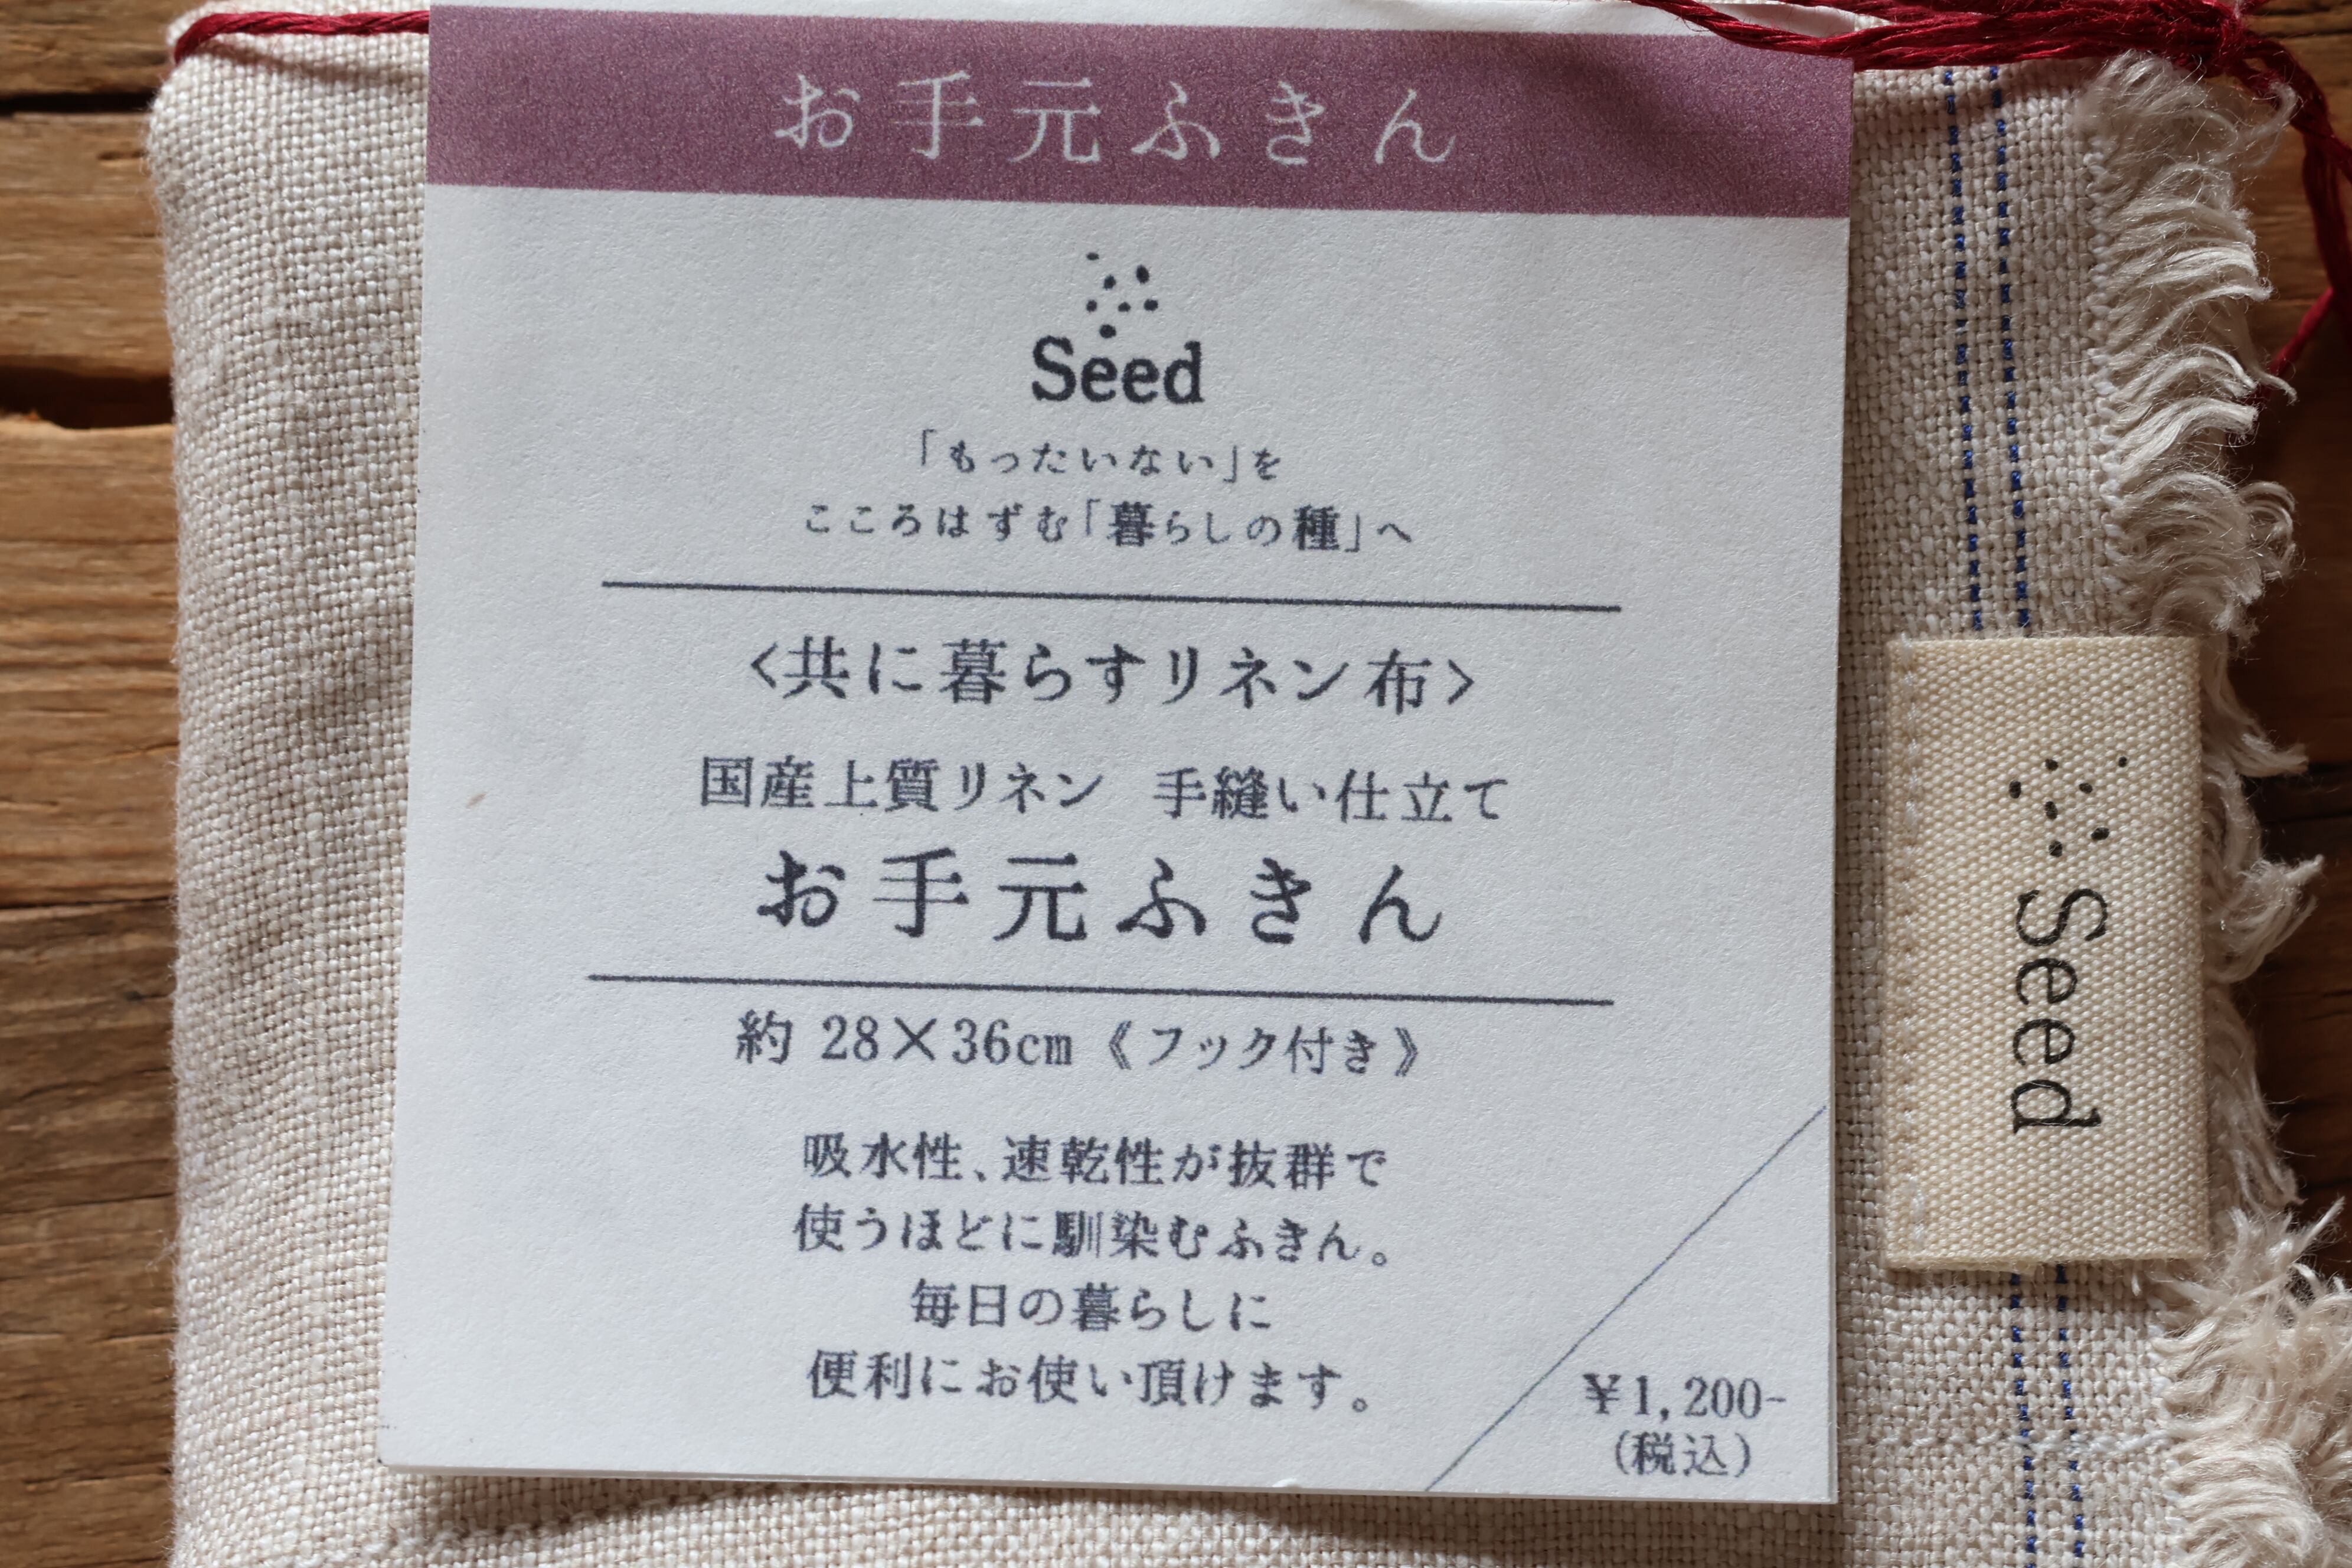 お手元ふきん
Seed
「もったいない」を
こころはずむ「暮らしの種」へ
〈共に暮らすリネン布〉
国産上質リネン 手縫い仕立て
お手元ふきん
約 28×36cm《フック付き》
吸水性、速乾性が抜群で
使うほどに馴染むふきん。
毎日の暮らしに
便利にお使い頂けます。
¥1,200-
(税込)
Seed